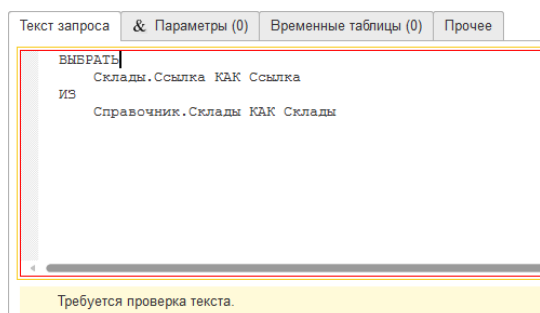 Текст запроса & Параметры (0) Временные таблицы (0) Прочее
ВЫБРАТЬ
Склады.Ссылка КАК Ссылка
ИЗ
Справочник.Склады КАК Склады
Требуется проверка текста.